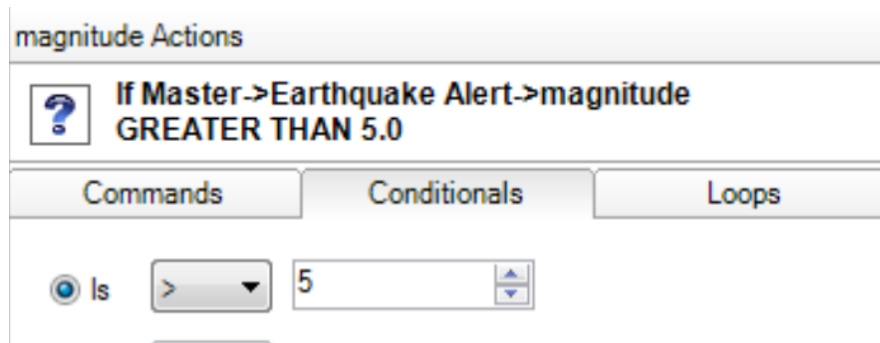 magnitude Actions
If Master->Earthquake Alert->magnitude
GREATER THAN 5.0
Commands Conditionals Loops
Is > 5